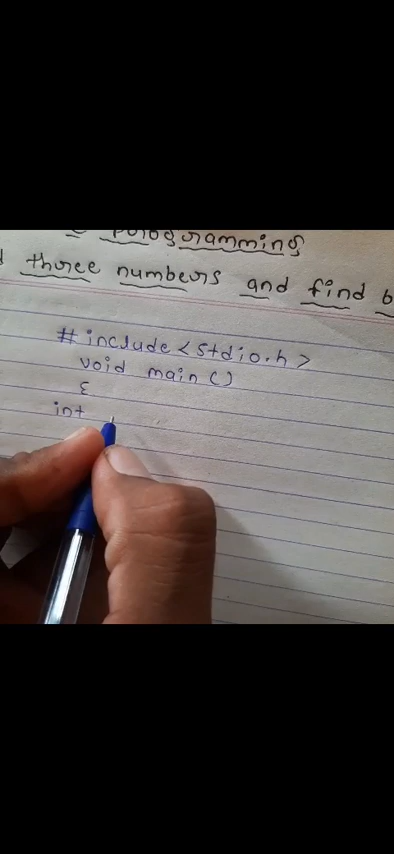 Programming
three numbers and find b
# include <stdio.h>
void main ()
{
int